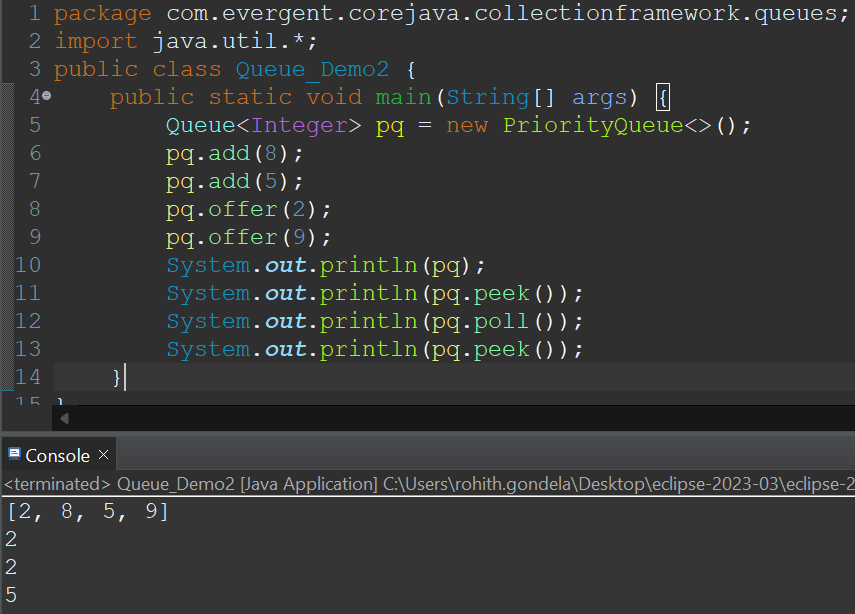 1 package com.evergent.corejava.collectionframework.queues;
2 import java.util.*;
3 public class Queue_Demo2 {
4 public static void main(String[] args) {
5 Queue<Integer> pq = new PriorityQueue<>();
6 pq.add(8);
7 pq.add(5);
8 pq.offer(2);
9 pq.offer(9);
10 System.out.println(pq);
11 System.out.println(pq.peek());
12 System.out.println(pq.poll());
13 System.out.println(pq.peek());
14 }
15 }
Console ×
<terminated> Queue_Demo2 [Java Application] C:\Users\rohith.gondela\Desktop\eclipse-2023-03\eclipse-2
[2, 8, 5, 9]
2
2
5